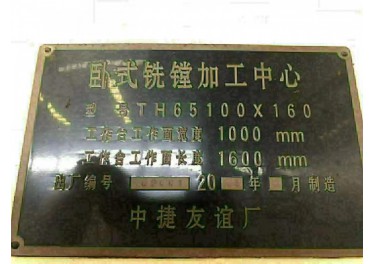 卧式铣镗加工中心
型号TH65100X160
工作台工作面宽度 1000 mm
工作台工作面长度 1600 mm
出厂编号 20 年 月制造
中捷友谊厂